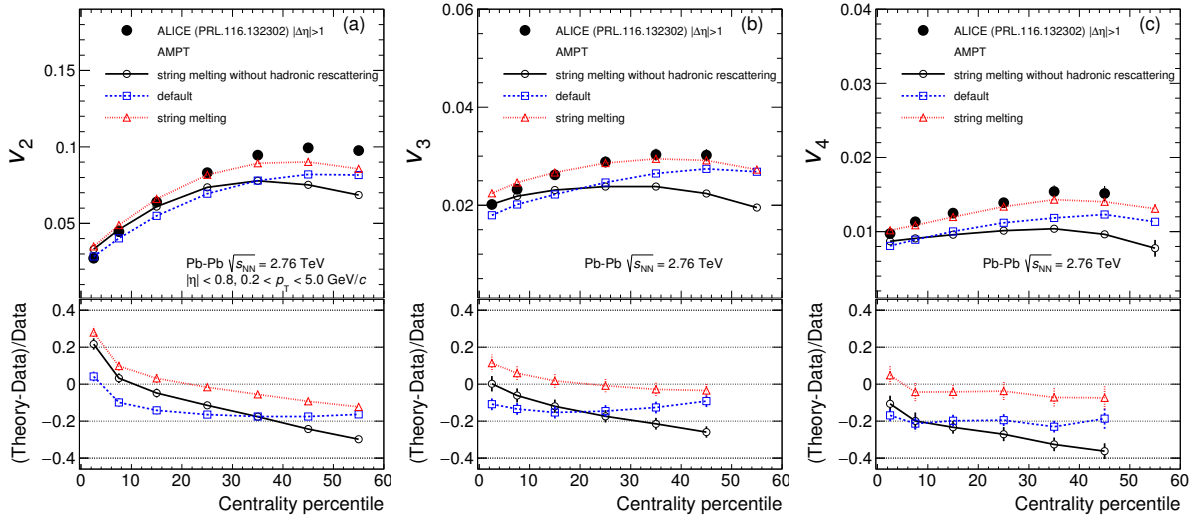 (a)
ALICE (PRL.116.132302) |Δη|>1
AMPT
string melting without hadronic rescattering
default
string melting
v2
0.2
0.15
0.1
0.05
Pb-Pb √sNN = 2.76 TeV
|η| < 0.8, 0.2 < pT < 5.0 GeV/c
(Theory-Data)/Data
0.4
0.2
0
−0.2
−0.4
0 10 20 30 40 50 60
Centrality percentile
(b)
ALICE (PRL.116.132302) |Δη|>1
AMPT
string melting without hadronic rescattering
default
string melting
v3
0.06
0.04
0.02
Pb-Pb √sNN = 2.76 TeV
(Theory-Data)/Data
0.4
0.2
0
−0.2
−0.4
0 10 20 30 40 50 60
Centrality percentile
(c)
ALICE (PRL.116.132302) |Δη|>1
AMPT
string melting without hadronic rescattering
default
string melting
v4
0.04
0.03
0.02
0.01
Pb-Pb √sNN = 2.76 TeV
(Theory-Data)/Data
0.4
0.2
0
−0.2
−0.4
0 10 20 30 40 50 60
Centrality percentile